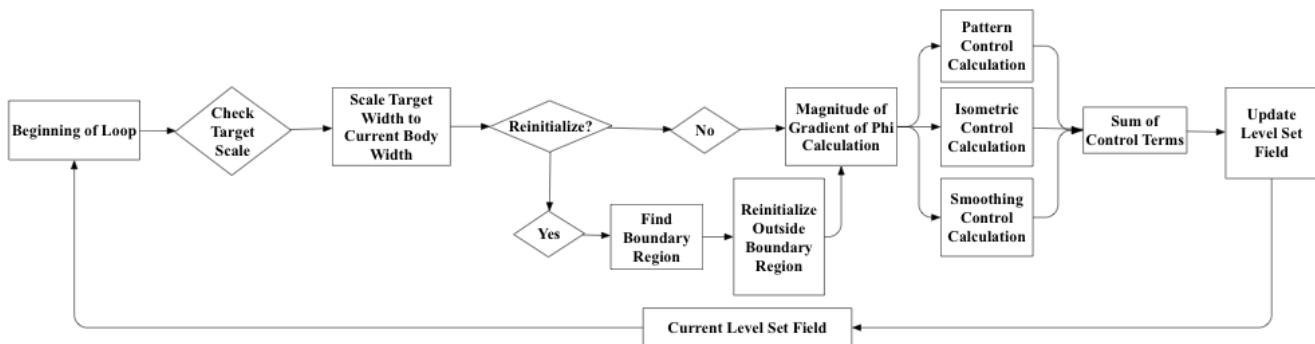 Beginning of Loop
Check
Target
Scale
Scale Target
Width to
Current Body
Width
Reinitialize?
No
Yes
Find
Boundary
Region
Reinitialize
Outside
Boundary
Region
Magnitude of
Gradient of Phi
Calculation
Pattern
Control
Calculation
Isometric
Control
Calculation
Smoothing
Control
Calculation
Sum of
Control Terms
Update
Level Set
Field
Current Level Set Field